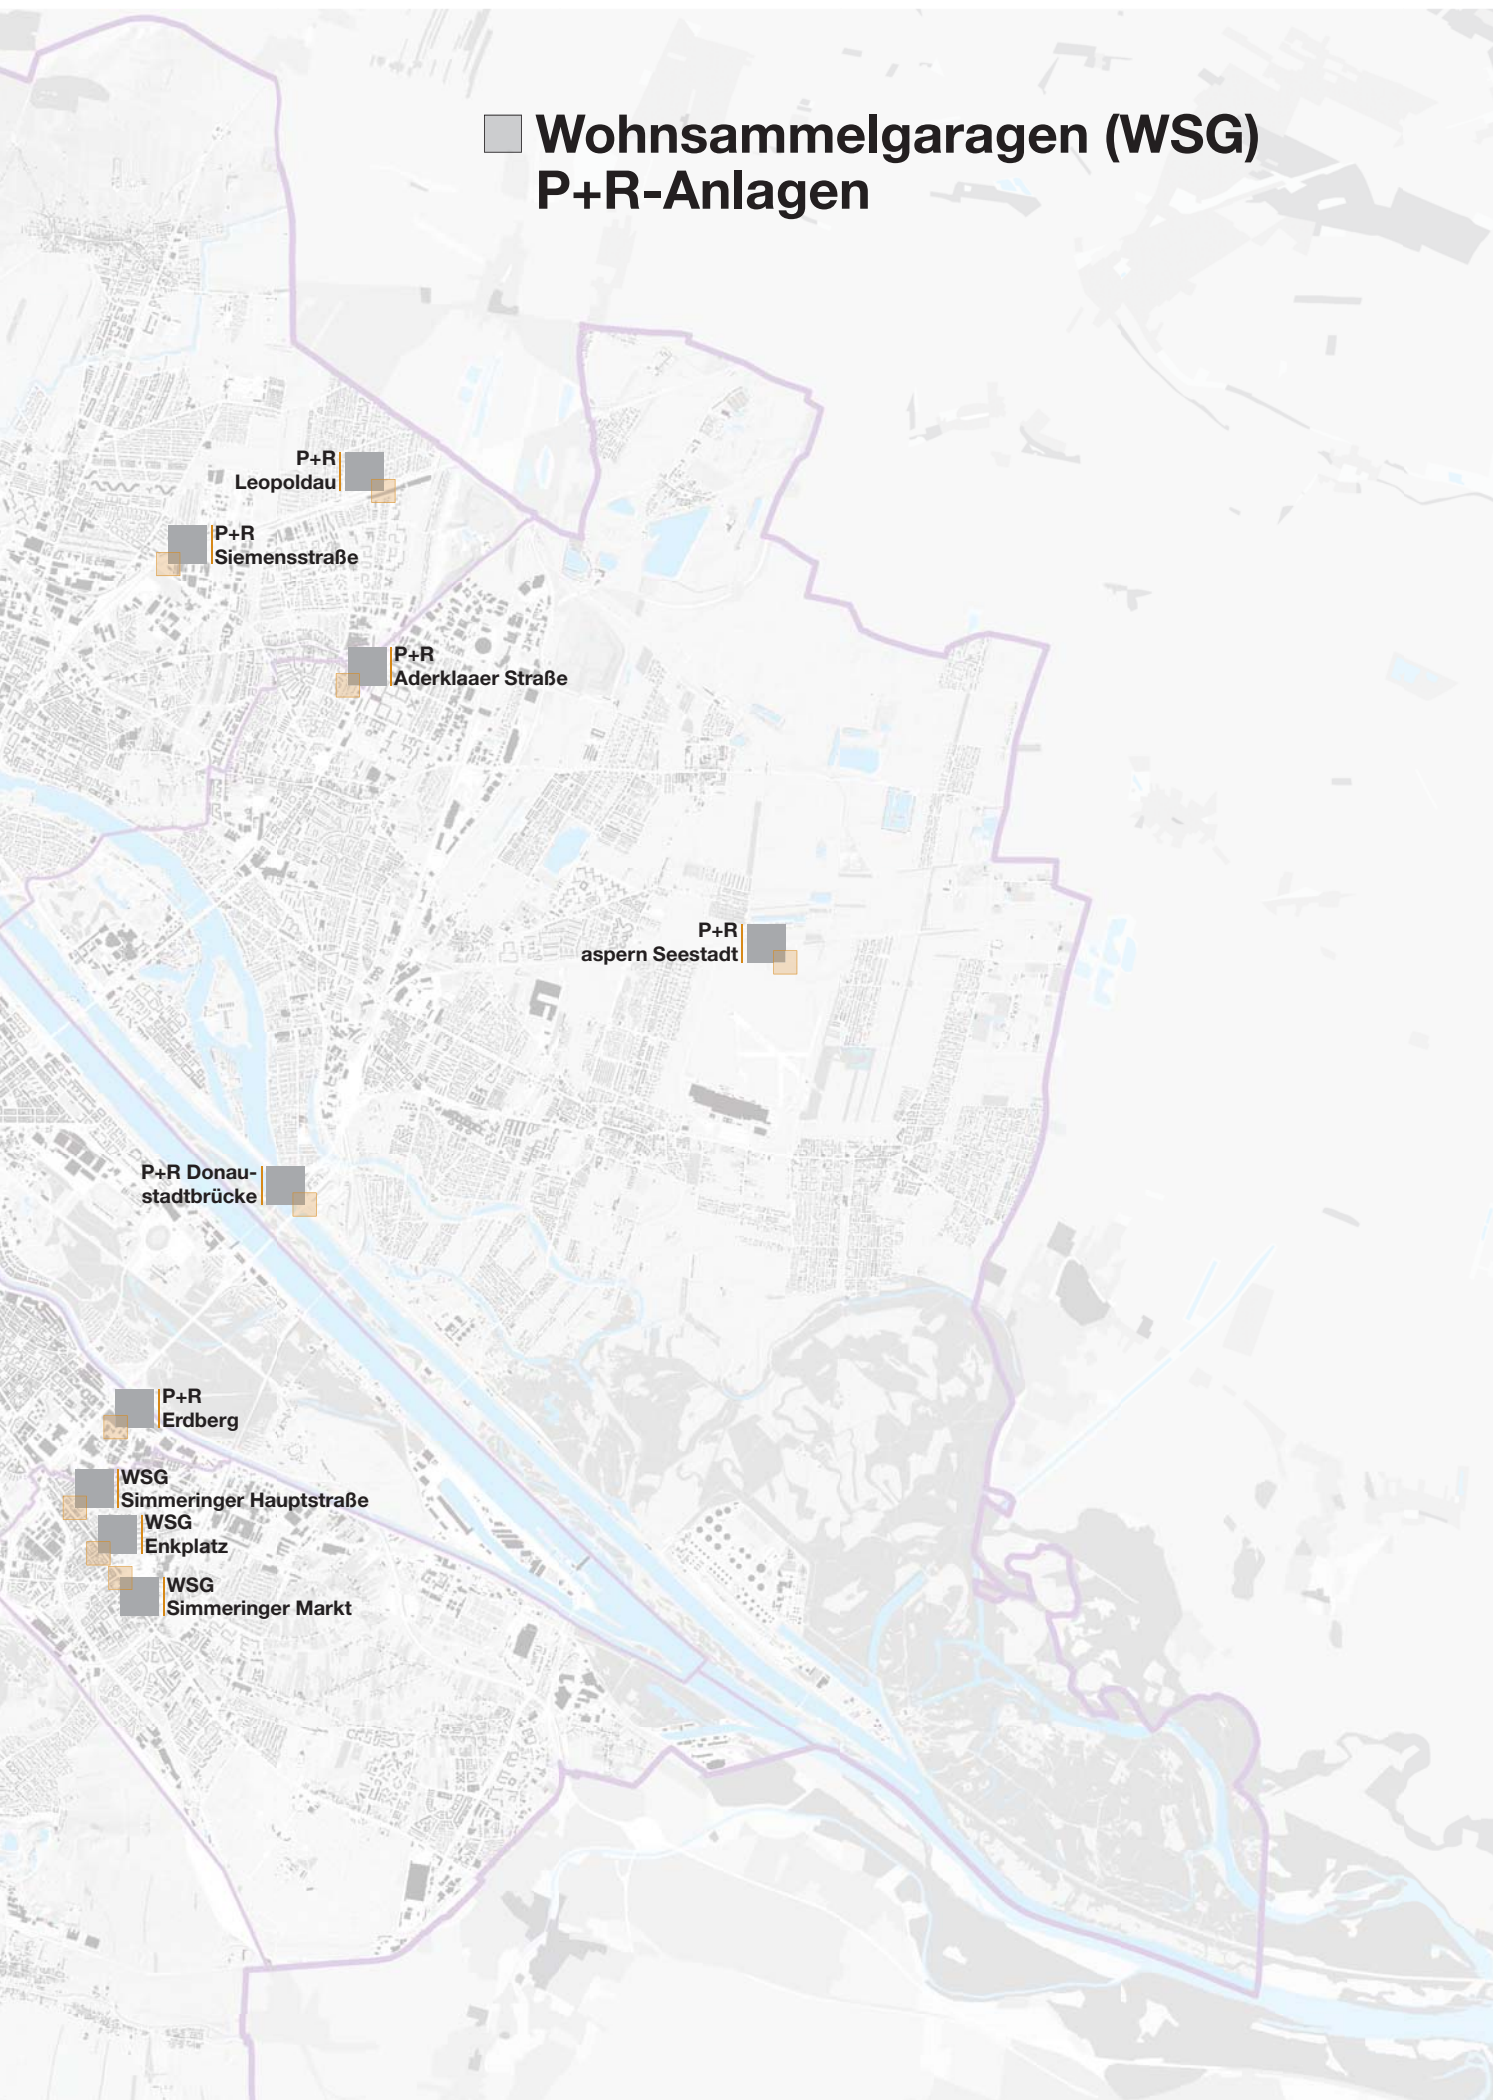 Wohnsammelgaragen (WSG)
P+R-Anlagen
P+R
Leopoldau
P+R
Siemensstraße
P+R
Aderklaaer Straße
P+R
aspern Seestadt
P+R Donau-
stadtbrücke
P+R
Erdberg
WSG
Simmeringer Hauptstraße
WSG
Enkplatz
WSG
Simmeringer Markt